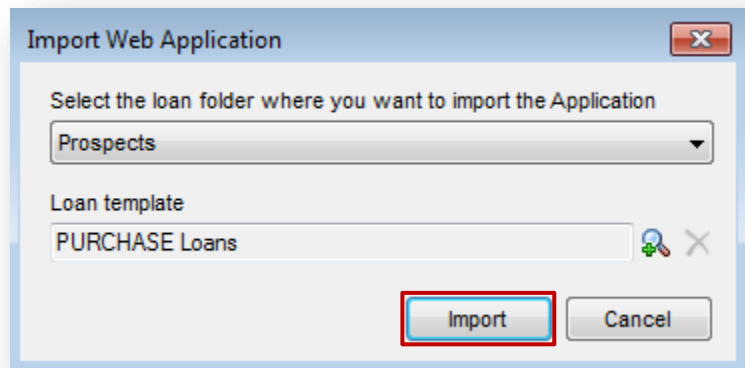 Import Web Application
Select the loan folder where you want to import the Application
Prospects
Loan template
PURCHASE Loans
Import
Cancel